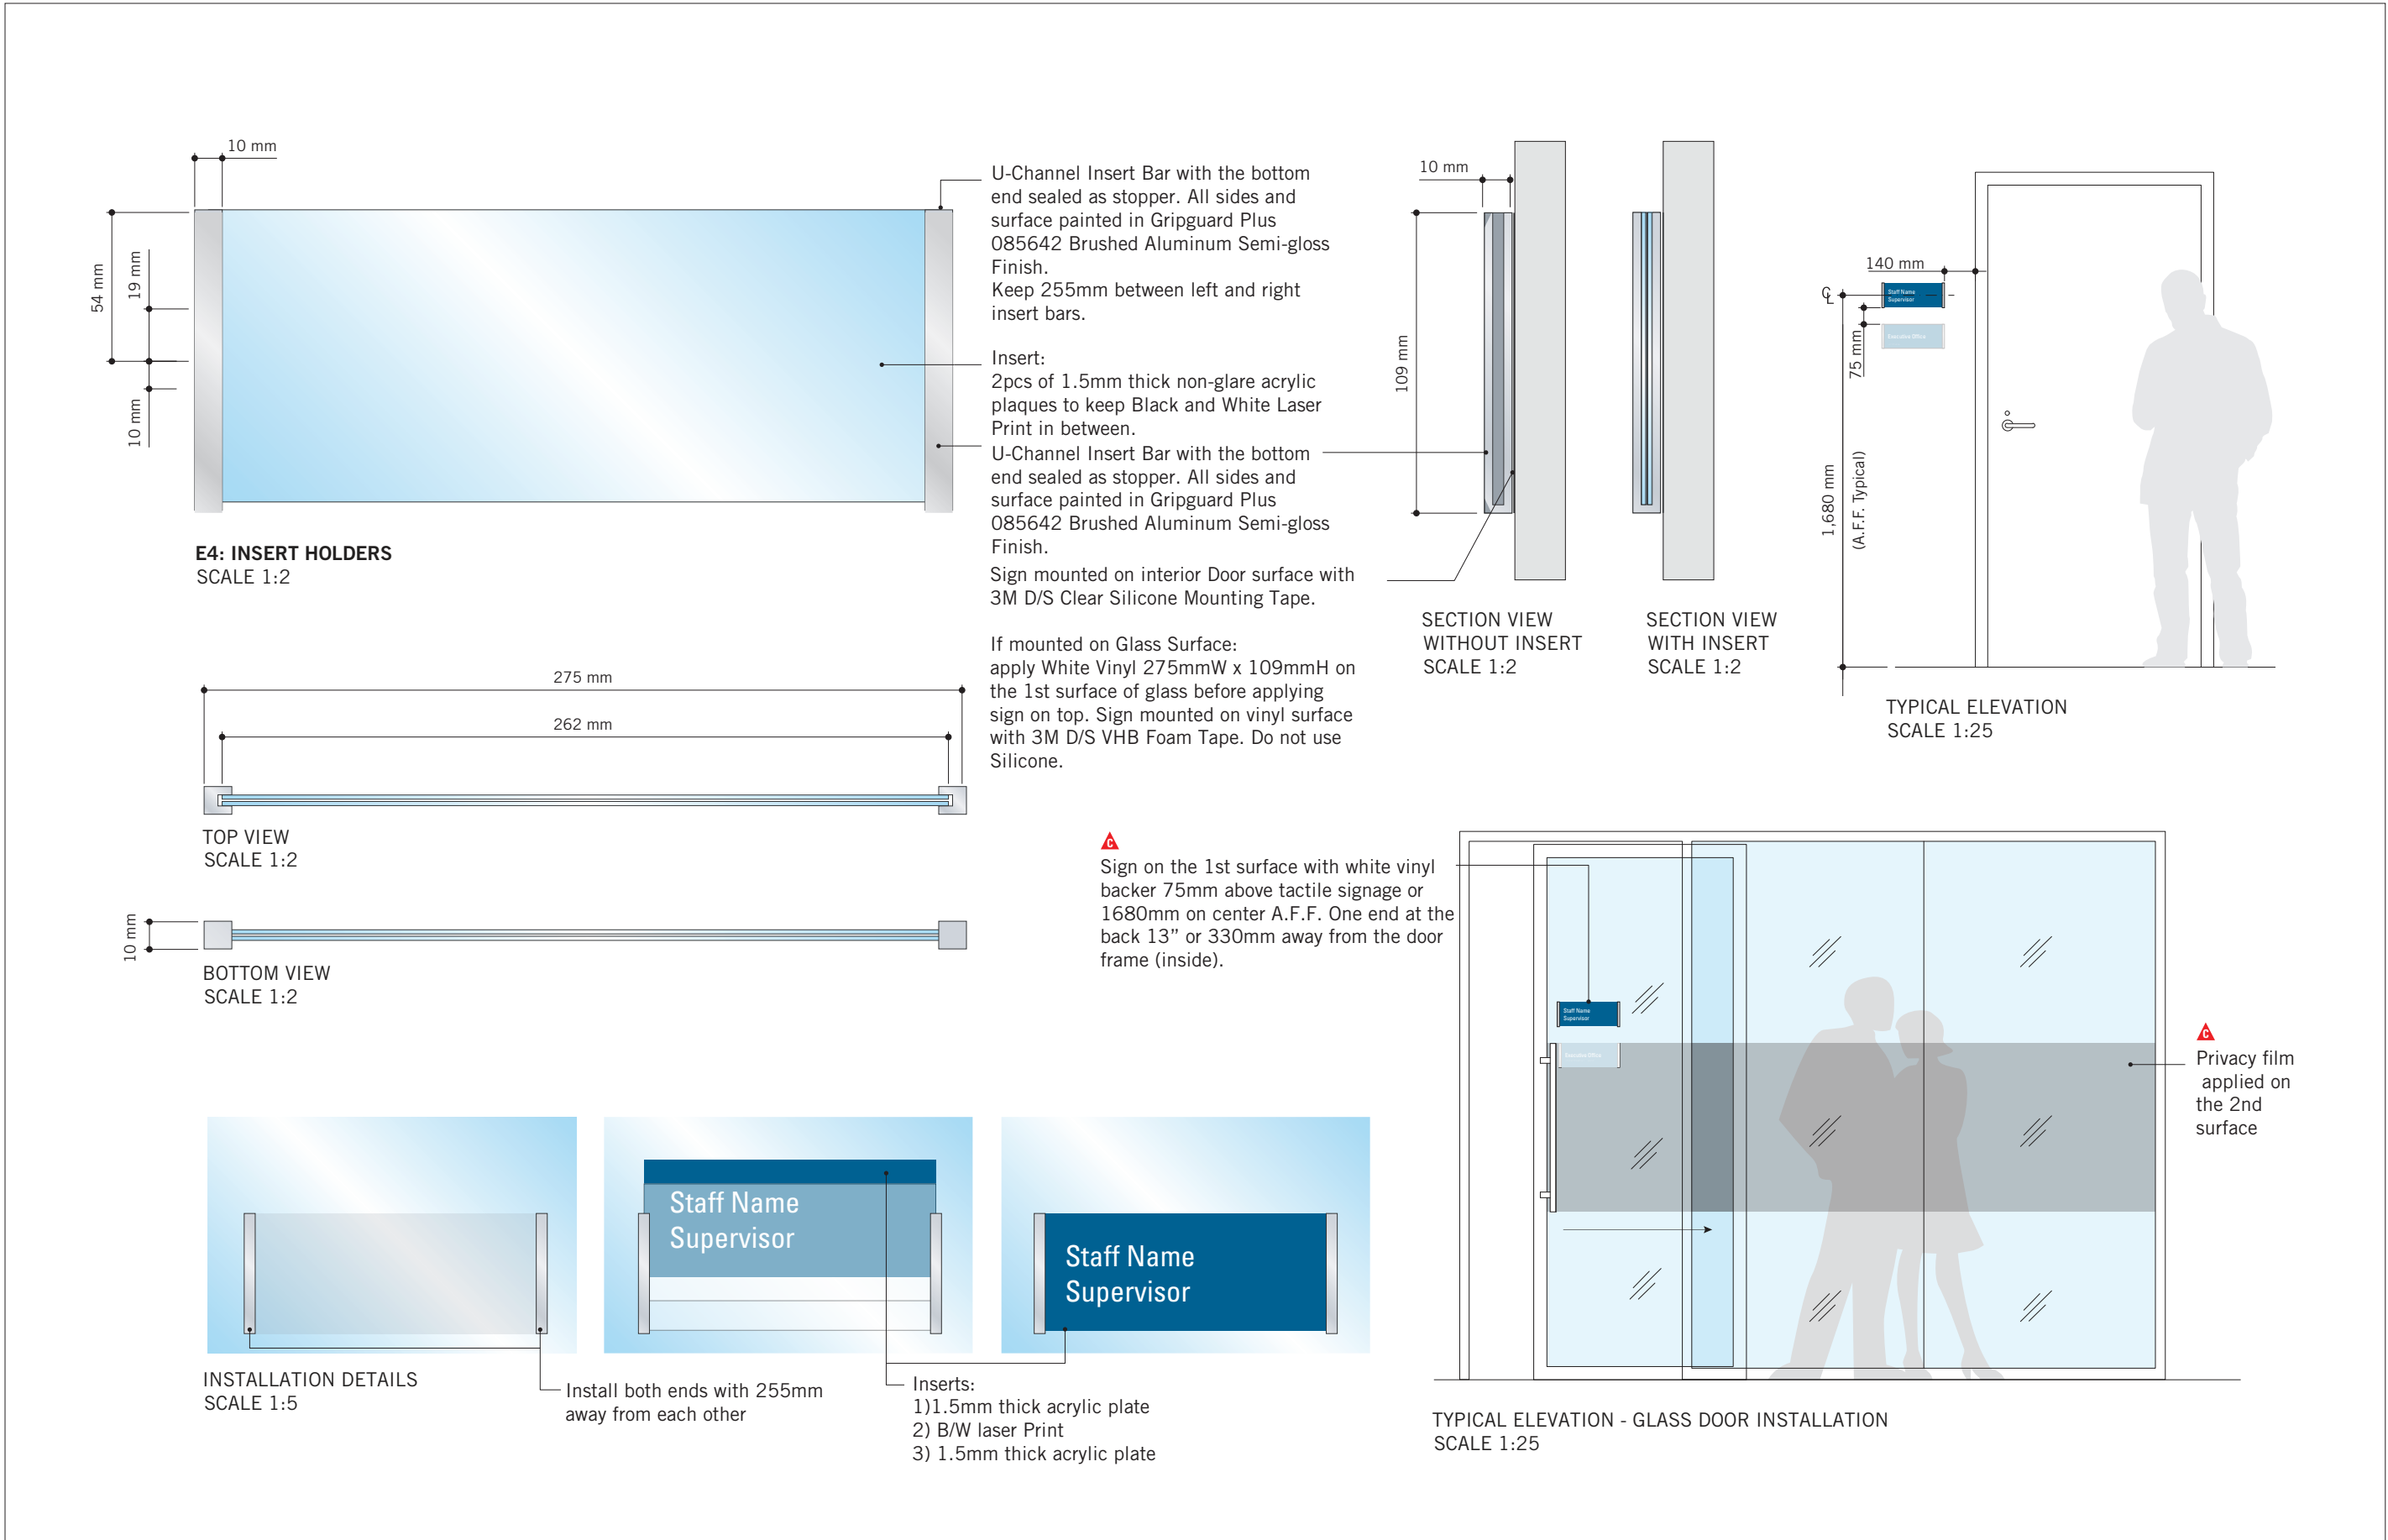 10 mm
54 mm
19 mm
10 mm
U-Channel Insert Bar with the bottom
end sealed as stopper. All sides and
surface painted in Gripguard Plus
085642 Brushed Aluminum Semi-gloss
Finish.
Keep 255mm between left and right
insert bars.
Insert:
2pcs of 1.5mm thick non-glare acrylic
plaques to keep Black and White Laser
Print in between.
U-Channel Insert Bar with the bottom
end sealed as stopper. All sides and
surface painted in Gripguard Plus
085642 Brushed Aluminum Semi-gloss
Finish.
Sign mounted on interior Door surface with
3M D/S Clear Silicone Mounting Tape.
If mounted on Glass Surface:
apply White Vinyl 275mmW x 109mmH on
the 1st surface of glass before applying
sign on top. Sign mounted on vinyl surface
with 3M D/S VHB Foam Tape. Do not use
Silicone.
E4: INSERT HOLDERS
SCALE 1:2
10 mm
109 mm
SECTION VIEW
WITHOUT INSERT
SCALE 1:2
SECTION VIEW
WITH INSERT
SCALE 1:2
140 mm
CL
Staff Name
Supervisor
Executive Office
75 mm
1,680 mm
(A.F.F. Typical)
TYPICAL ELEVATION
SCALE 1:25
275 mm
262 mm
TOP VIEW
SCALE 1:2
10 mm
BOTTOM VIEW
SCALE 1:2
C
Sign on the 1st surface with white vinyl
backer 75mm above tactile signage or
1680mm on center A.F.F. One end at the
back 13” or 330mm away from the door
frame (inside).
Staff Name
Supervisor
Executive Office
C
Privacy film
applied on
the 2nd
surface
TYPICAL ELEVATION - GLASS DOOR INSTALLATION
SCALE 1:25
Staff Name
Supervisor
Staff Name
Supervisor
INSTALLATION DETAILS
SCALE 1:5
Install both ends with 255mm
away from each other
Inserts:
1)1.5mm thick acrylic plate
2) B/W laser Print
3) 1.5mm thick acrylic plate